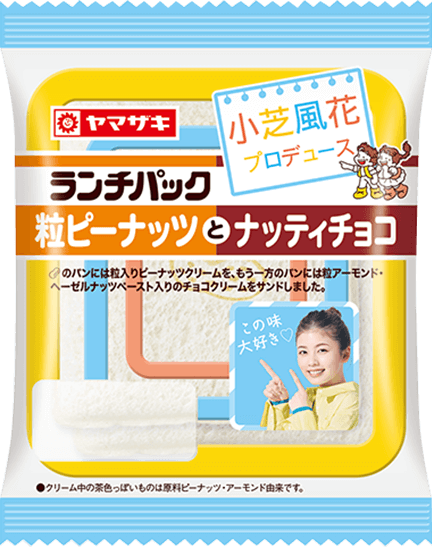 ヤマザキ
小芝風花
プロデュース
ランチパック
粒ピーナッツとナッティチョコ
のパンには粒入りピーナッツクリームを、もう一方のパンには粒アーモンド・
ヘーゼルナッツペースト入りのチョコクリームをサンドしました。
この味
大好き♡
●クリーム中の茶色っぽいものは原料ピーナッツ・アーモンド由来です。